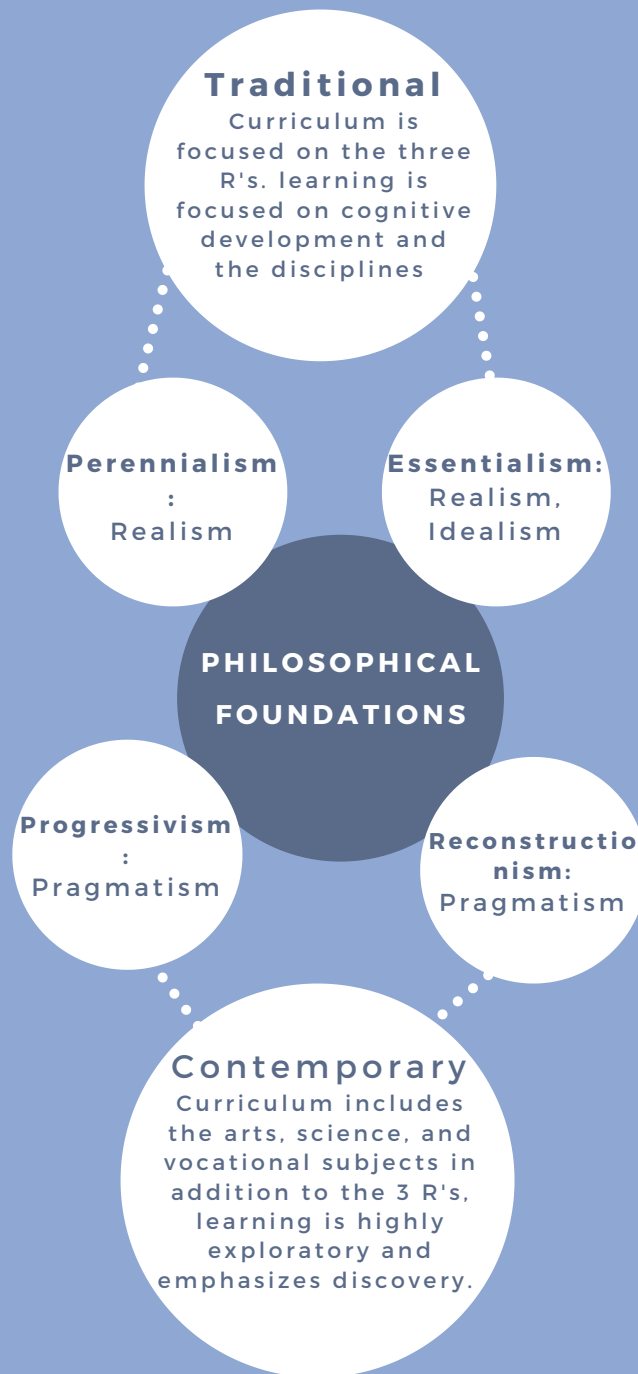 Traditional
Curriculum is
focused on the three
R's. learning is
focused on cognitive
development and
the disciplines
Perennialism
:
Realism
Essentialism:
Realism,
Idealism
PHILOSOPHICAL
FOUNDATIONS
Progressivism
:
Pragmatism
Reconstructio
nism:
Pragmatism
Contemporary
Curriculum includes
the arts, science, and
vocational subjects in
addition to the 3 R's,
learning is highly
exploratory and
emphasizes discovery.